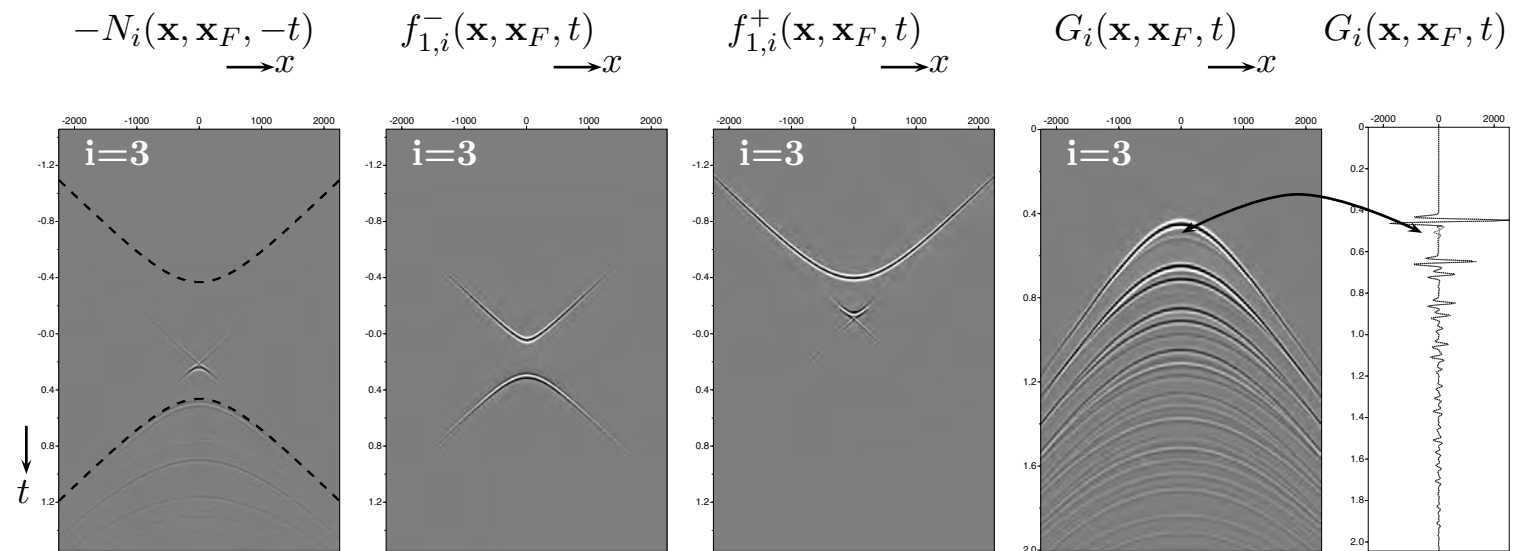 −N_i(x, x_F, −t) f^−_{1,i}(x, x_F, t) f^+_{1,i}(x, x_F, t) G_i(x, x_F, t) G_i(x, x_F, t)
x x x x
-2000 -1000 0 1000 2000 -2000 -1000 0 1000 2000 -2000 -1000 0 1000 2000 -2000 -1000 0 1000 2000 -2000 0 2000
i=3 i=3 i=3 i=3
-1.2 -1.2 -1.2 0 0
-0.8 -0.8 -0.8 0.4 0.2
-0.4 -0.4 -0.4 0.8 0.4
-0.0 -0.0 -0.0 1.2 0.6
0.4 0.4 0.4 1.6 0.8
0.8 0.8 0.8 2.0 1.0
1.2 1.2 1.2 1.2
1.4
1.6
1.8
2.0
t